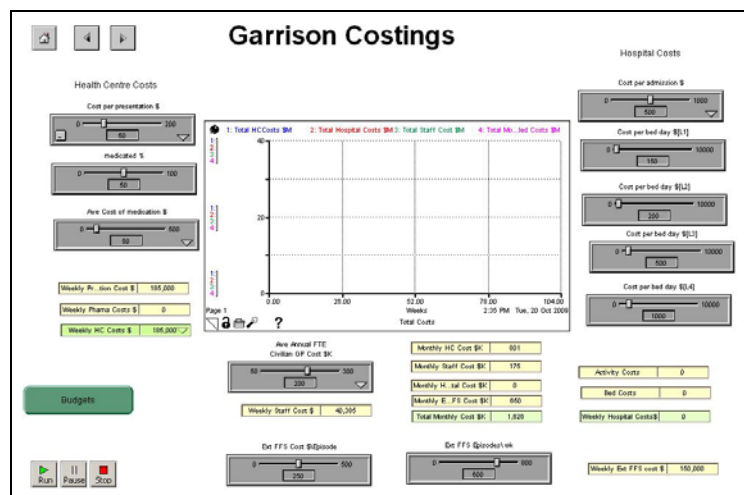 Garrison Costings
Hospital Costs
Health Centre Costs
Cost per presentation $
0 200
50
medicated %
0 100
50
Ave Cost of medication $
0 500
50
Weekly Pr...tion Cost $ 185,000
Weekly Phama Costs $ 0
Weekly HC Costs $ 185,000
1: Total HCCosts $M 2: Total Hospital Costs $M 3: Total Staff Cost $M 4: Total Mo...led Costs $M
40
20
0
0.00 26.00 52.00 78.00 104.00
Page 1 Weeks 2:35 PM Tue, 20 Oct 2009
Total Costs
?
Cost per admission $
0 1000
500
Cost per bed day $[L1]
0 10000
150
Cost per bed day $[L2]
0 10000
200
Cost per bed day $[L3]
0 10000
500
Cost per bed day $[L4]
0 10000
1000
Ave Annual FTE
Civilian GP Cost $K
50 300
200
Weekly Staff Cost $ 40,385
Monthly HC Cost $K 801
Monthly Staff Cost $K 175
Monthly H...tal Cost $K 0
Monthly E...FS Cost $K 650
Total Monthly Cost $K 1,626
Activity Costs 0
Bed Costs 0
Weekly Hospital Costs$ 0
Budgets
Ext FFS Cost $\Episode
0 500
250
Ext FFS Episodes\wk
0 800
600
Weekly Ext FFS cost $ 150,000
Run Pause Stop